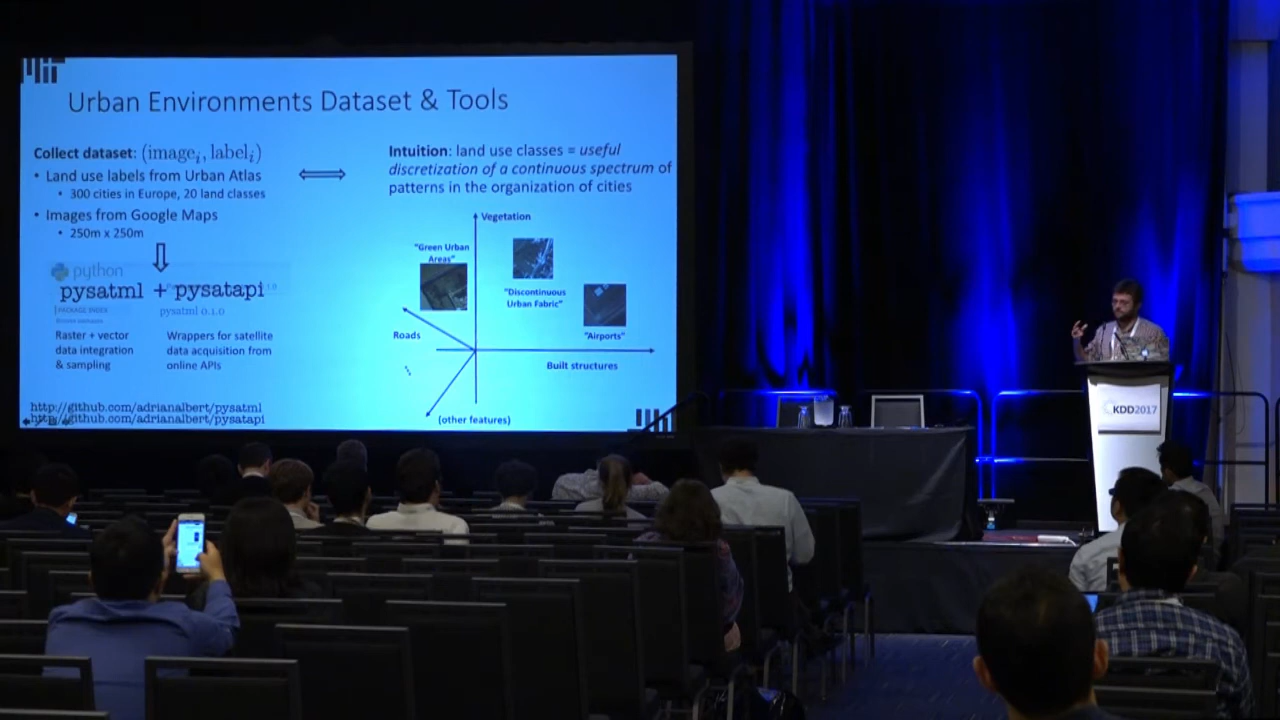 Urban Environments Dataset & Tools
Collect dataset: (image_i, label_i)
• Land use labels from Urban Atlas
• 300 cities in Europe, 20 land classes
• Images from Google Maps
• 250m x 250m
python
pysatml + pysatapi
PACKAGE INDEX
pysatml 0.1.0
Raster + vector
data integration
& sampling
Wrappers for satellite
data acquisition from
online APIs
http://github.com/adrianalbert/pysatml
http://github.com/adrianalbert/pysatapi
Intuition: land use classes = useful
discretization of a continuous spectrum of
patterns in the organization of cities
Vegetation
"Green Urban
Areas"
"Discontinuous
Urban Fabric"
"Airports"
Roads
Built structures
(other features)
KDD2017